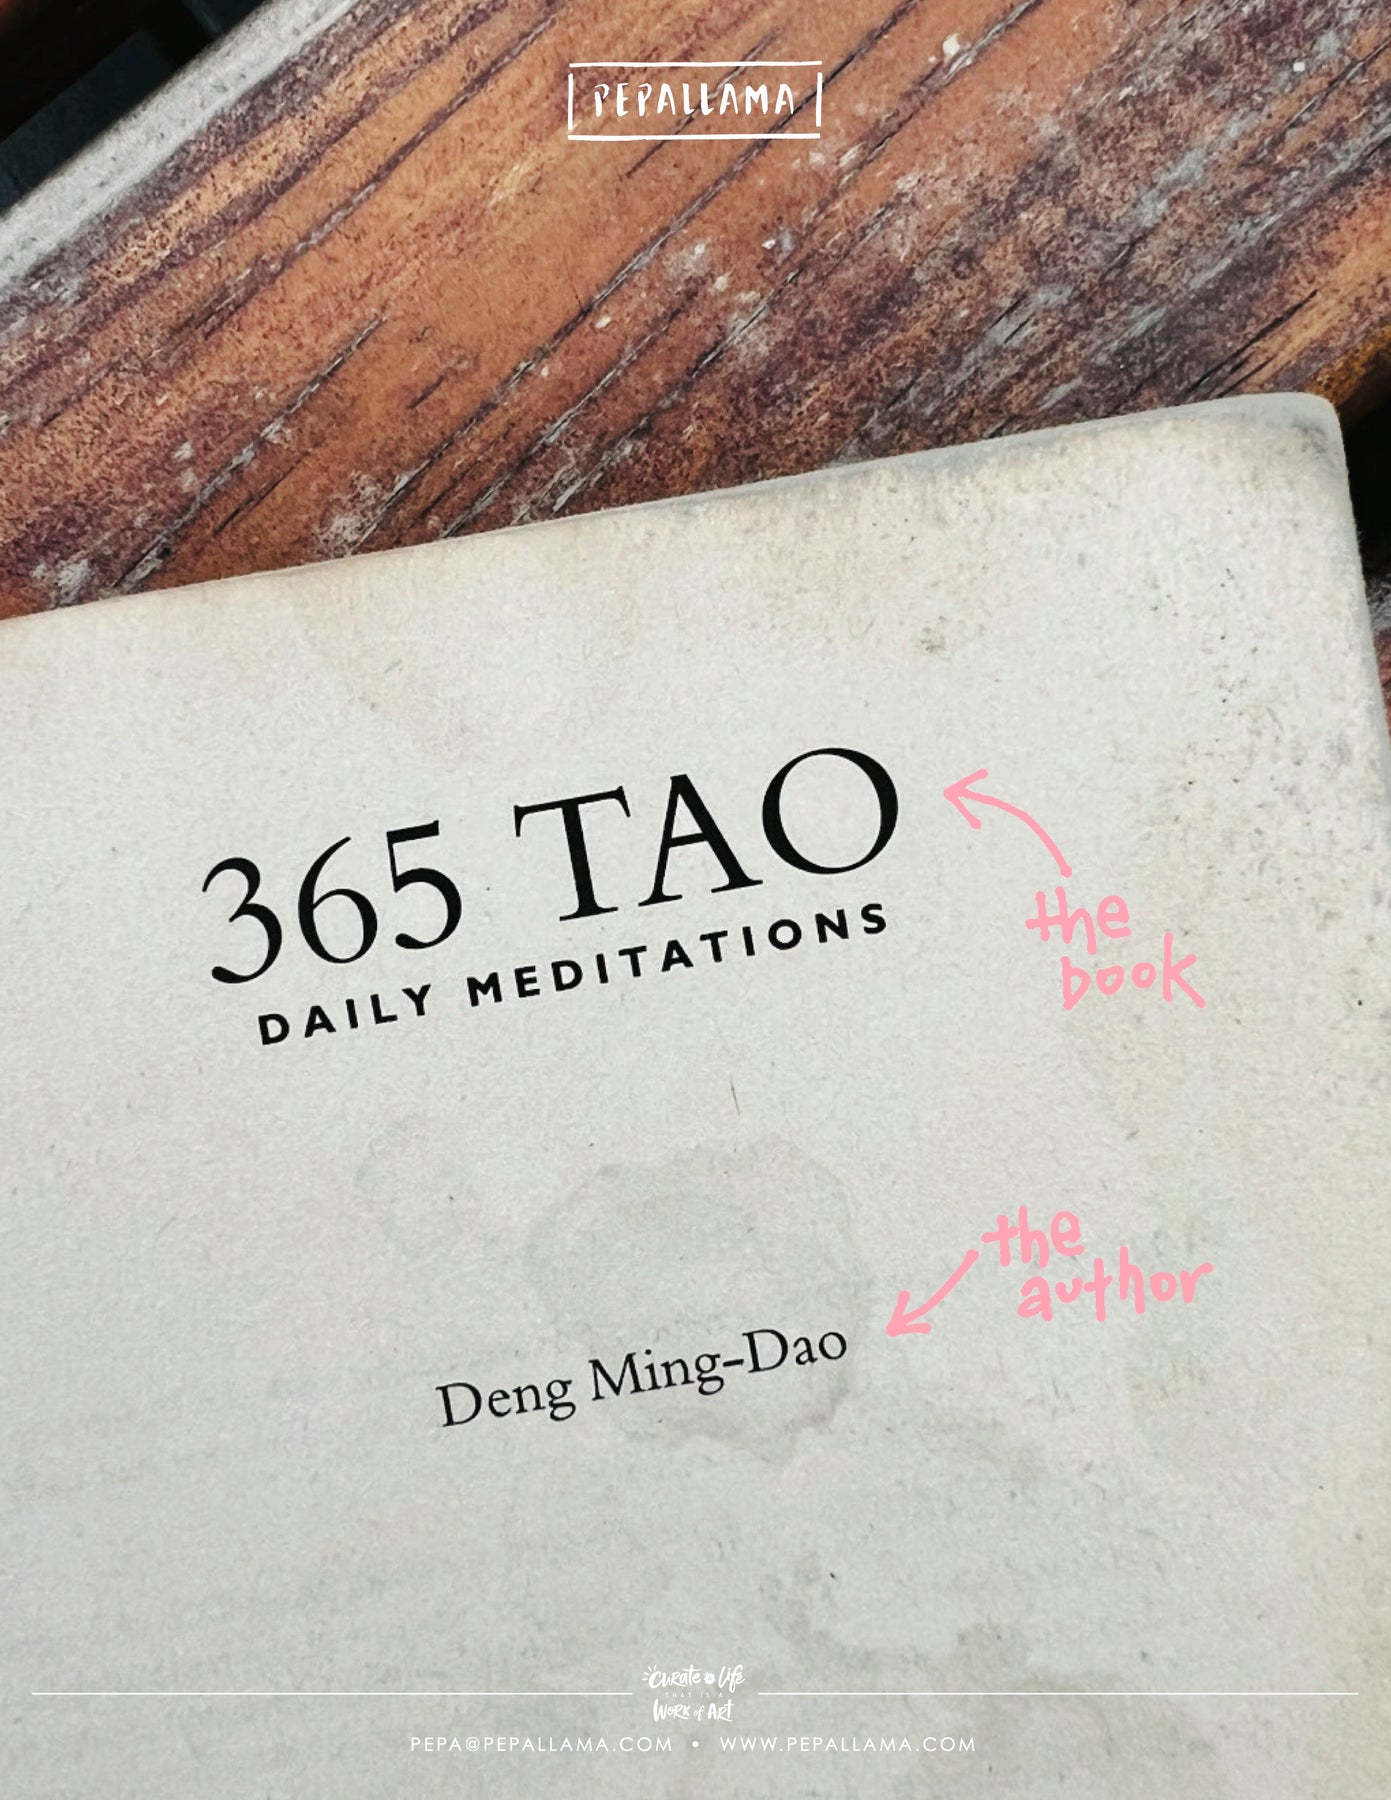 PEPALLAMA
365 TAO
DAILY MEDITATIONS
the
book
the
author
Deng Ming-Dao
Curate a Life
THAT IS A
Work of Art
PEPA@PEPALLAMA.COM • WWW.PEPALLAMA.COM